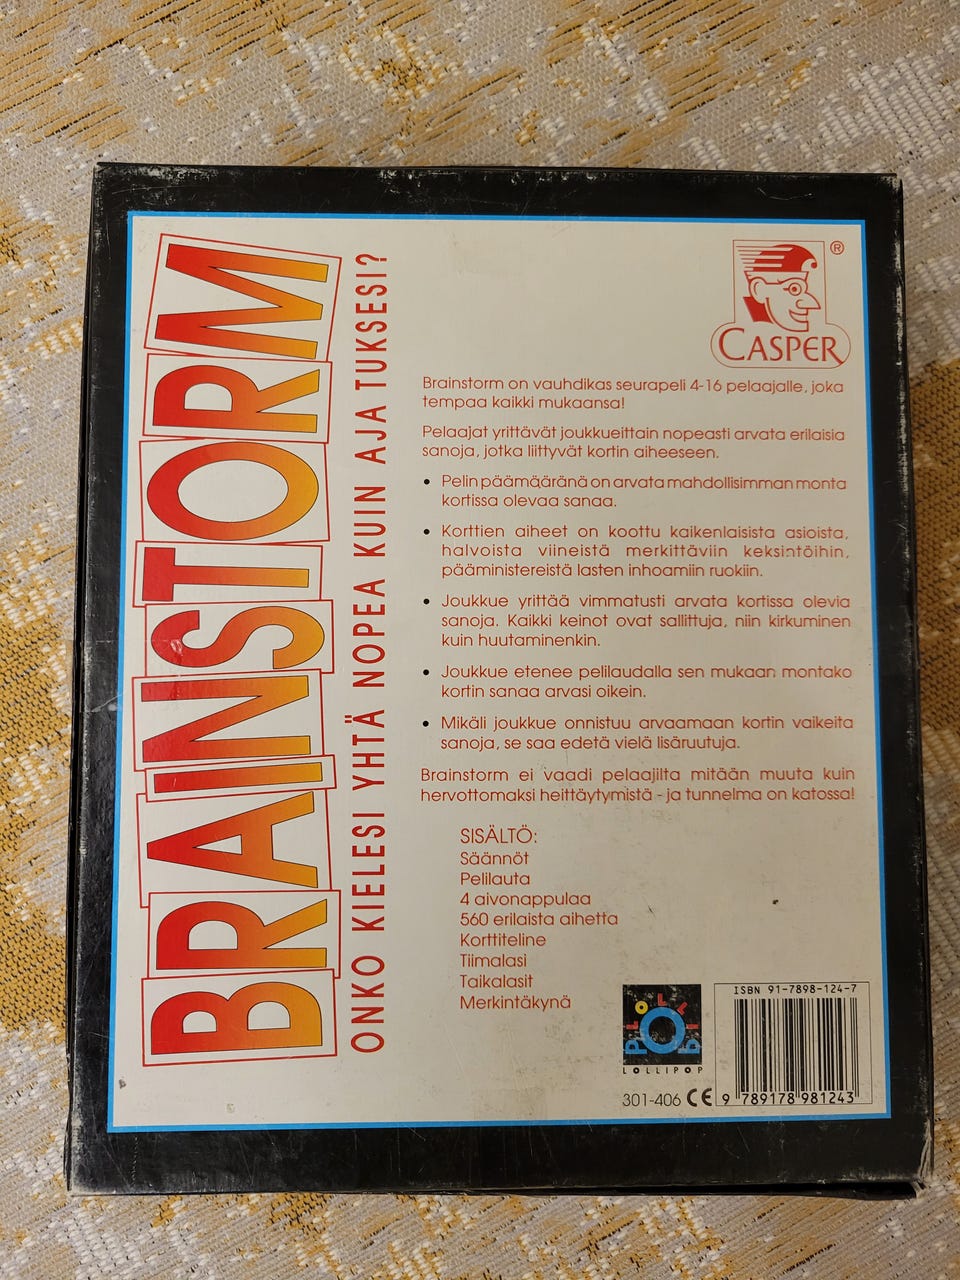 BRAINSTORM
ONKO KIELESI YHTÄ NOPEA KUIN AJA TUKSESI?
®
CASPER
Brainstorm on vauhdikas seurapeli 4-16 pelaajalle, joka
tempaa kaikki mukaansa!
Pelaajat yrittävät joukkueittain nopeasti arvata erilaisia
sanoja, jotka liittyvät kortin aiheeseen.
• Pelin päämääränä on arvata mahdollisimman monta
kortissa olevaa sanaa.
• Korttien aiheet on koottu kaikenlaisista asioista,
halvoista viineistä merkittäviin keksintöihin,
pääministereistä lasten inhoamiin ruokiin.
• Joukkue yrittää vimmatusti arvata kortissa olevia
sanoja. Kaikki keinot ovat sallittuja, niin kirkuminen
kuin huutaminenkin.
• Joukkue etenee pelilaudalla sen mukaan montako
kortin sanaa arvasi oikein.
• Mikäli joukkue onnistuu arvaamaan kortin vaikeita
sanoja, se saa edetä vielä lisäruutuja.
Brainstorm ei vaadi pelaajilta mitään muuta kuin
hervottomaksi heittäytymistä - ja tunnelma on katossa!
SISÄLTÖ:
Säännöt
Pelilauta
4 aivonappulaa
560 erilaista aihetta
Korttiteline
Tiimalasi
Taikalasit
Merkintäkynä
LOLLIPOP
LOLLIPOP
301-406 CE
ISBN 91-7898-124-7
9 789178 981243